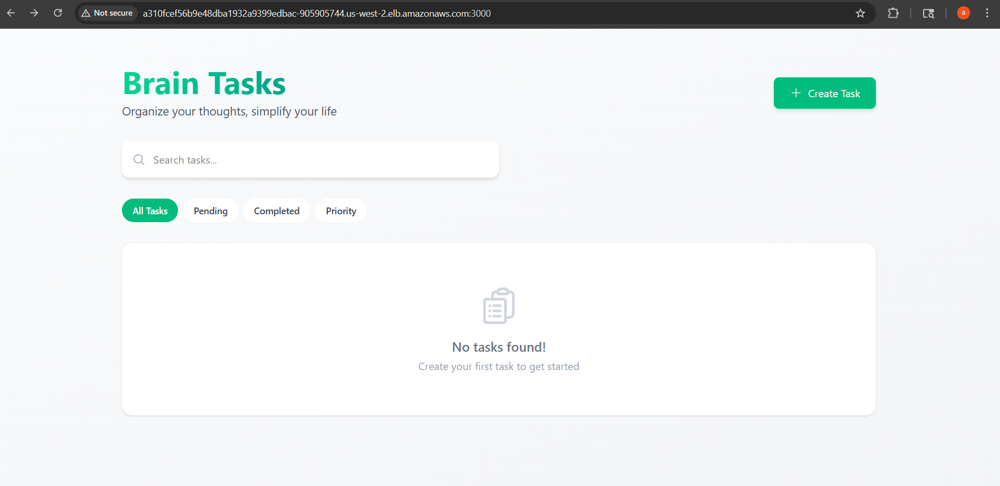 Not secure a310fcef56b9e48dba1932a9399edbac-905905744.us-west-2.elb.amazonaws.com:3000 a
Brain Tasks
Organize your thoughts, simplify your life
+ Create Task
Search tasks...
All Tasks Pending Completed Priority
No tasks found!
Create your first task to get started